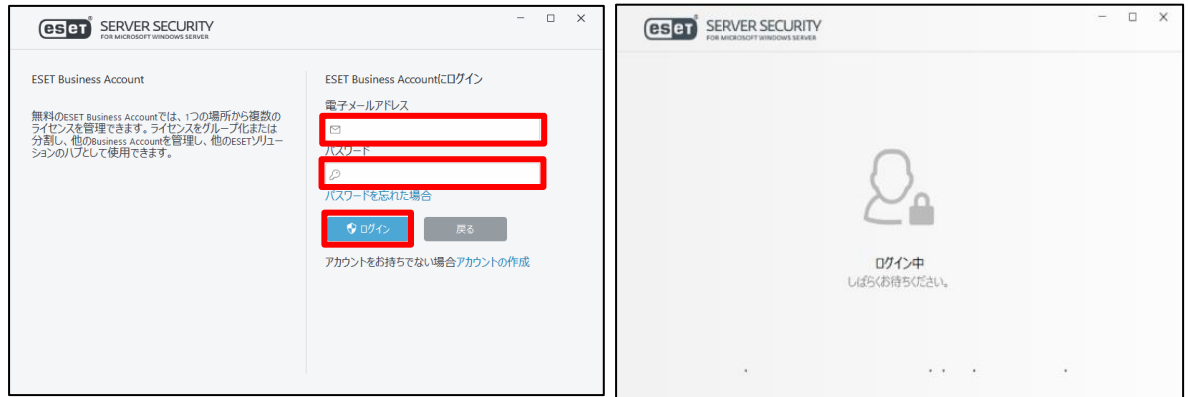 eset SERVER SECURITY
FOR MICROSOFT WINDOWS SERVER
ESET Business Account
無料のESET Business Accountでは、1つの場所から複数の
ライセンスを管理できます。ライセンスをグループ化または
分割し、他のBusiness Accountを管理し、他のESETソリュー
ションのハブとして使用できます。
ESET Business Accountにログイン
電子メールアドレス
パスワード
パスワードを忘れた場合
ログイン
戻る
アカウントをお持ちでない場合アカウントの作成
eset SERVER SECURITY
FOR MICROSOFT WINDOWS SERVER
ログイン中
しばらくお待ちください。